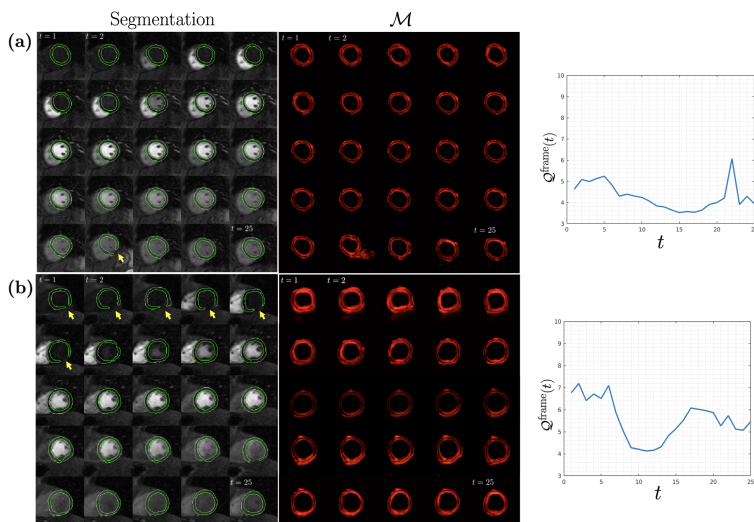 Segmentation
ℳ
(a)
t = 1
t = 2
t = 25
t = 1
t = 2
t = 25
10
9
8
7
6
5
4
3
0
5
10
15
20
25
𝒬^frame(t)
t
(b)
t = 1
t = 2
t = 25
t = 1
t = 2
t = 25
10
9
8
7
6
5
4
3
0
5
10
15
20
25
𝒬^frame(t)
t